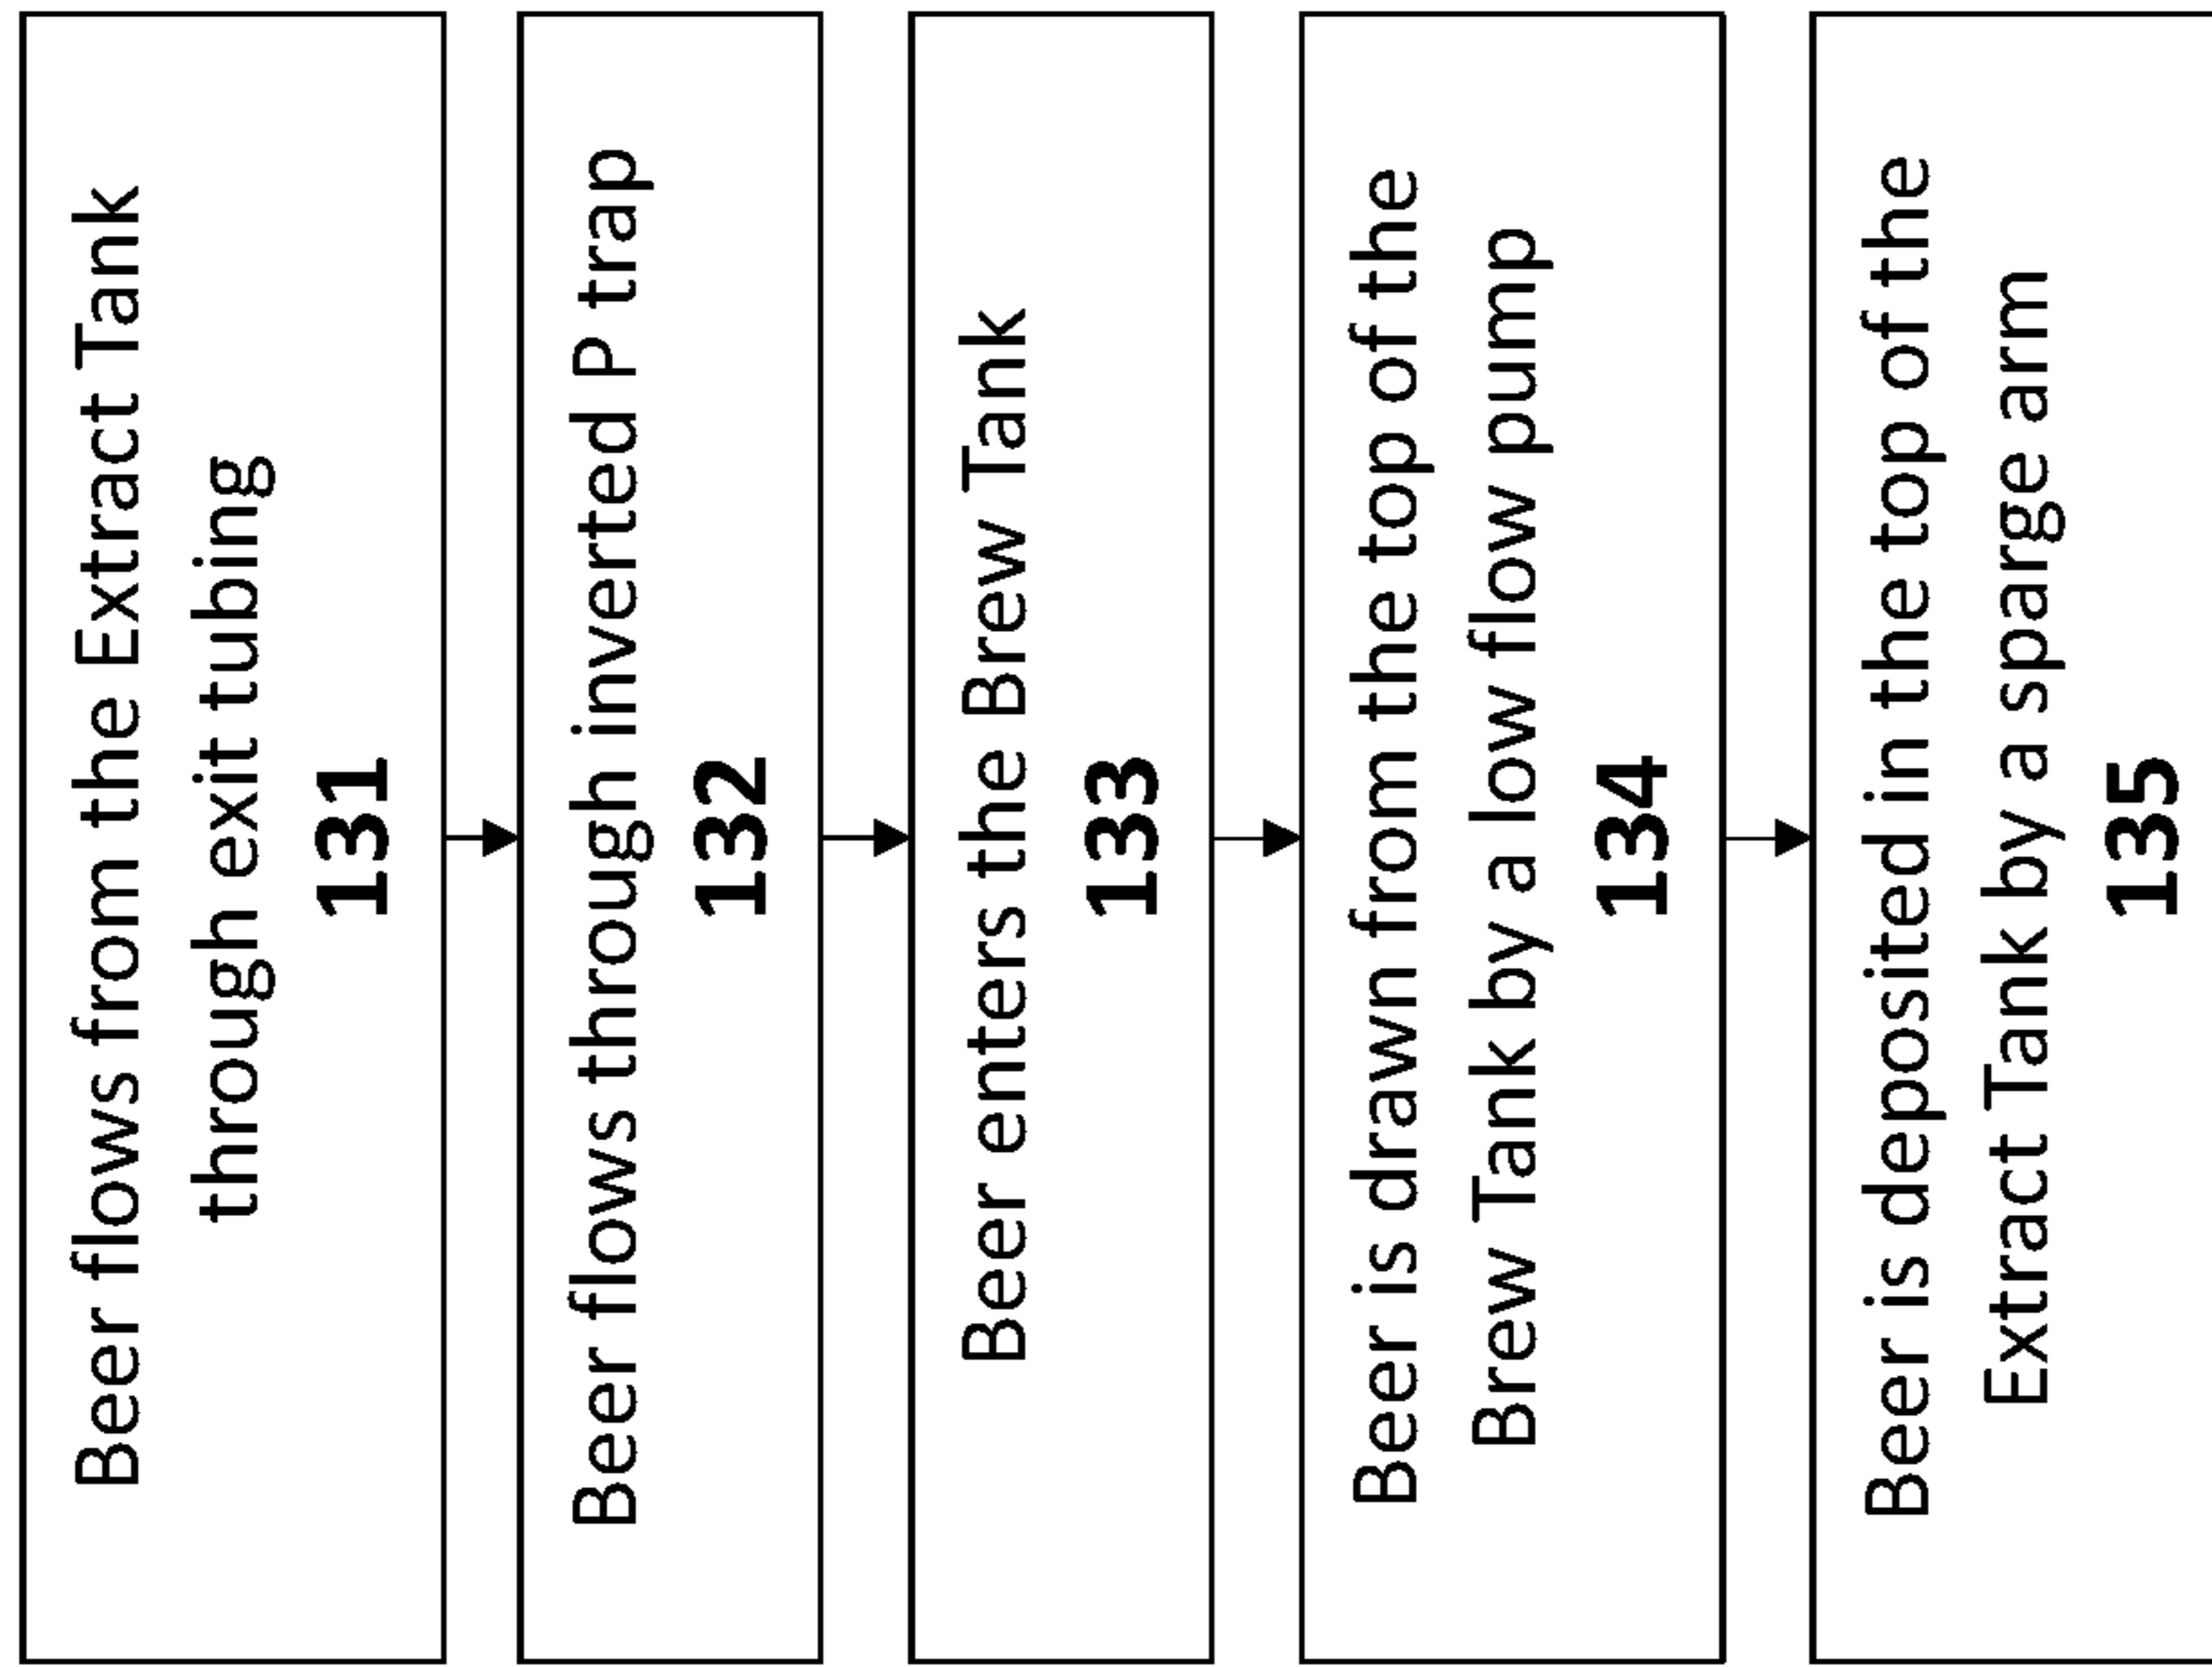 Beer flows from the Extract Tank
through exit tubing
131
Beer flows through inverted P trap
132
Beer enters the Brew Tank
133
Beer is drawn from the top of the
Brew Tank by a low flow pump
134
Beer is deposited in the top of the
Extract Tank by a sparge arm
135